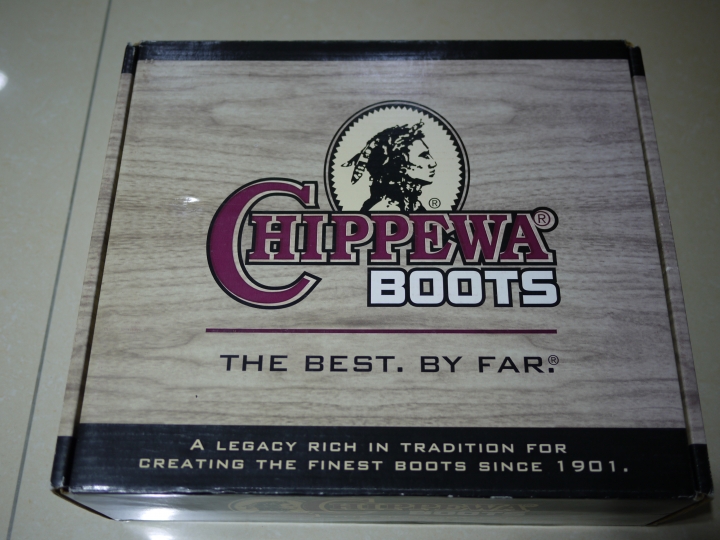 ®
CHIPPEWA®
BOOTS
THE BEST. BY FAR.®
A LEGACY RICH IN TRADITION FOR
CREATING THE FINEST BOOTS SINCE 1901.